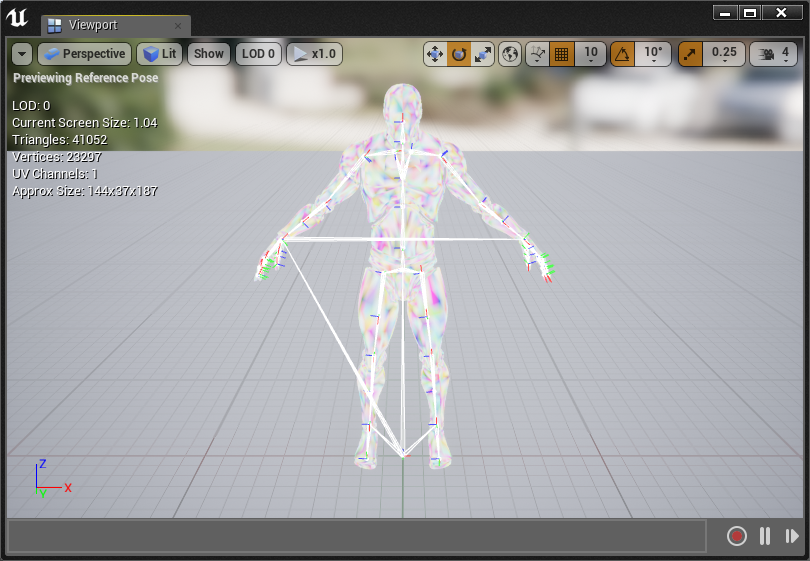 Viewport
Perspective
Lit
Show
LOD 0
x1.0
10
10°
0.25
4
Previewing Reference Pose
LOD: 0
Current Screen Size: 1.04
Triangles: 41052
Vertices: 23297
UV Channels: 1
Approx Size: 144x37x187
Z
X
Y